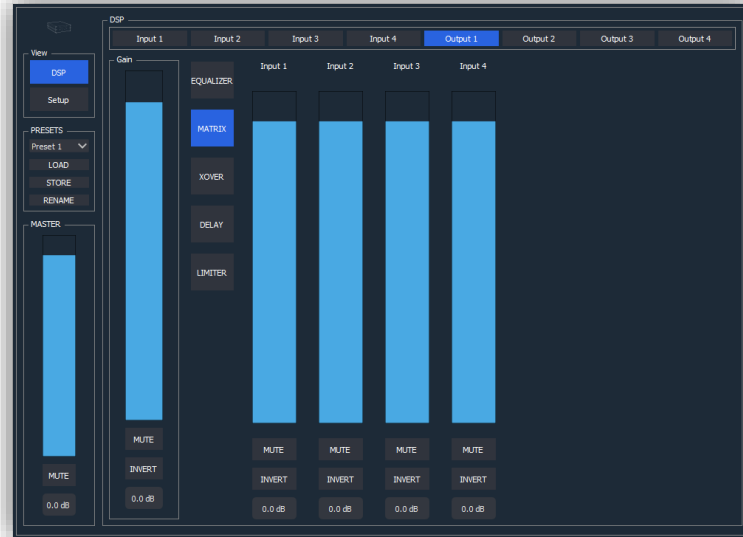 DSP
Input 1 Input 2 Input 3 Input 4 Output 1 Output 2 Output 3 Output 4
View
DSP
Setup
PRESETS
Preset 1
LOAD
STORE
RENAME
MASTER
MUTE
0.0 dB
Gain
MUTE
INVERT
0.0 dB
EQUALIZER
MATRIX
XOVER
DELAY
LIMITER
Input 1 Input 2 Input 3 Input 4
MUTE MUTE MUTE MUTE
INVERT INVERT INVERT INVERT
0.0 dB 0.0 dB 0.0 dB 0.0 dB